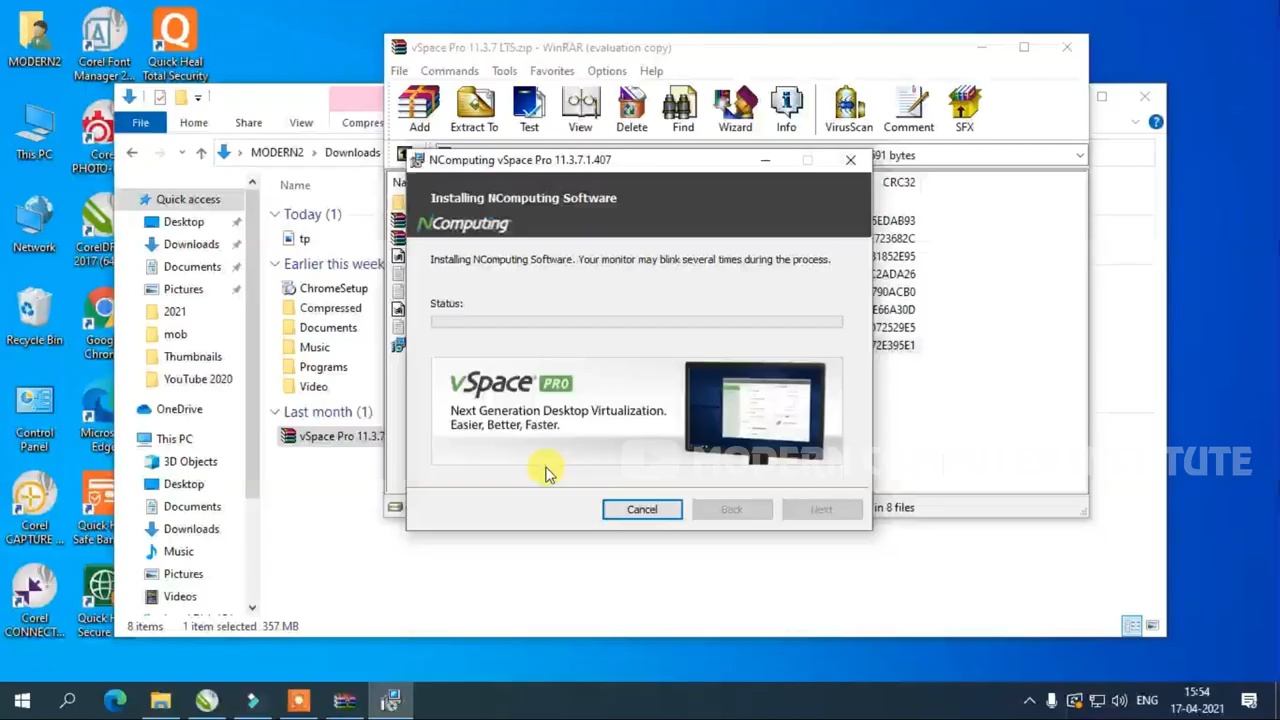 MODERN2
Corel Font
Manager 2...
Quick Heal
Total Security
This PC
Corel
PHOTO-
Network
CorelDR
2017 (64
Recycle Bin
Goog
Chron
Control
Panel
Micros
Edg
Corel
CAPTURE ...
Quick H
Safe Ban
Corel
CONNECT...
Quick H
Secure
File
Home
Share
View
Compres
MODERN2 › Downloads
Quick access
Desktop
Downloads
Documents
Pictures
2021
mob
Thumbnails
YouTube 2020
OneDrive
This PC
3D Objects
Desktop
Documents
Downloads
Music
Pictures
Videos
Name
Today (1)
tp
Earlier this week
ChromeSetup
Compressed
Documents
Music
Programs
Video
Last month (1)
vSpace Pro 11.3.7
8 items
1 item selected 357 MB
vSpace Pro 11.3.7 LTS.zip - WinRAR (evaluation copy)
File Commands Tools Favorites Options Help
Add
Extract To
Test
View
Delete
Find
Wizard
Info
VirusScan
Comment
SFX
691 bytes
Na
CRC32
5EDAB93
723682C
81852E95
C2ADA26
790ACB0
E66A30D
072529E5
72E395E1
in 8 files
NComputing vSpace Pro 11.3.7.1.407
Installing NComputing Software
NComputing
Installing NComputing Software. Your monitor may blink several times during the process.
Status:
vSpace PRO
Next Generation Desktop Virtualization.
Easier, Better, Faster.
Cancel
Back
Next
ENG
15:54
17-04-2021